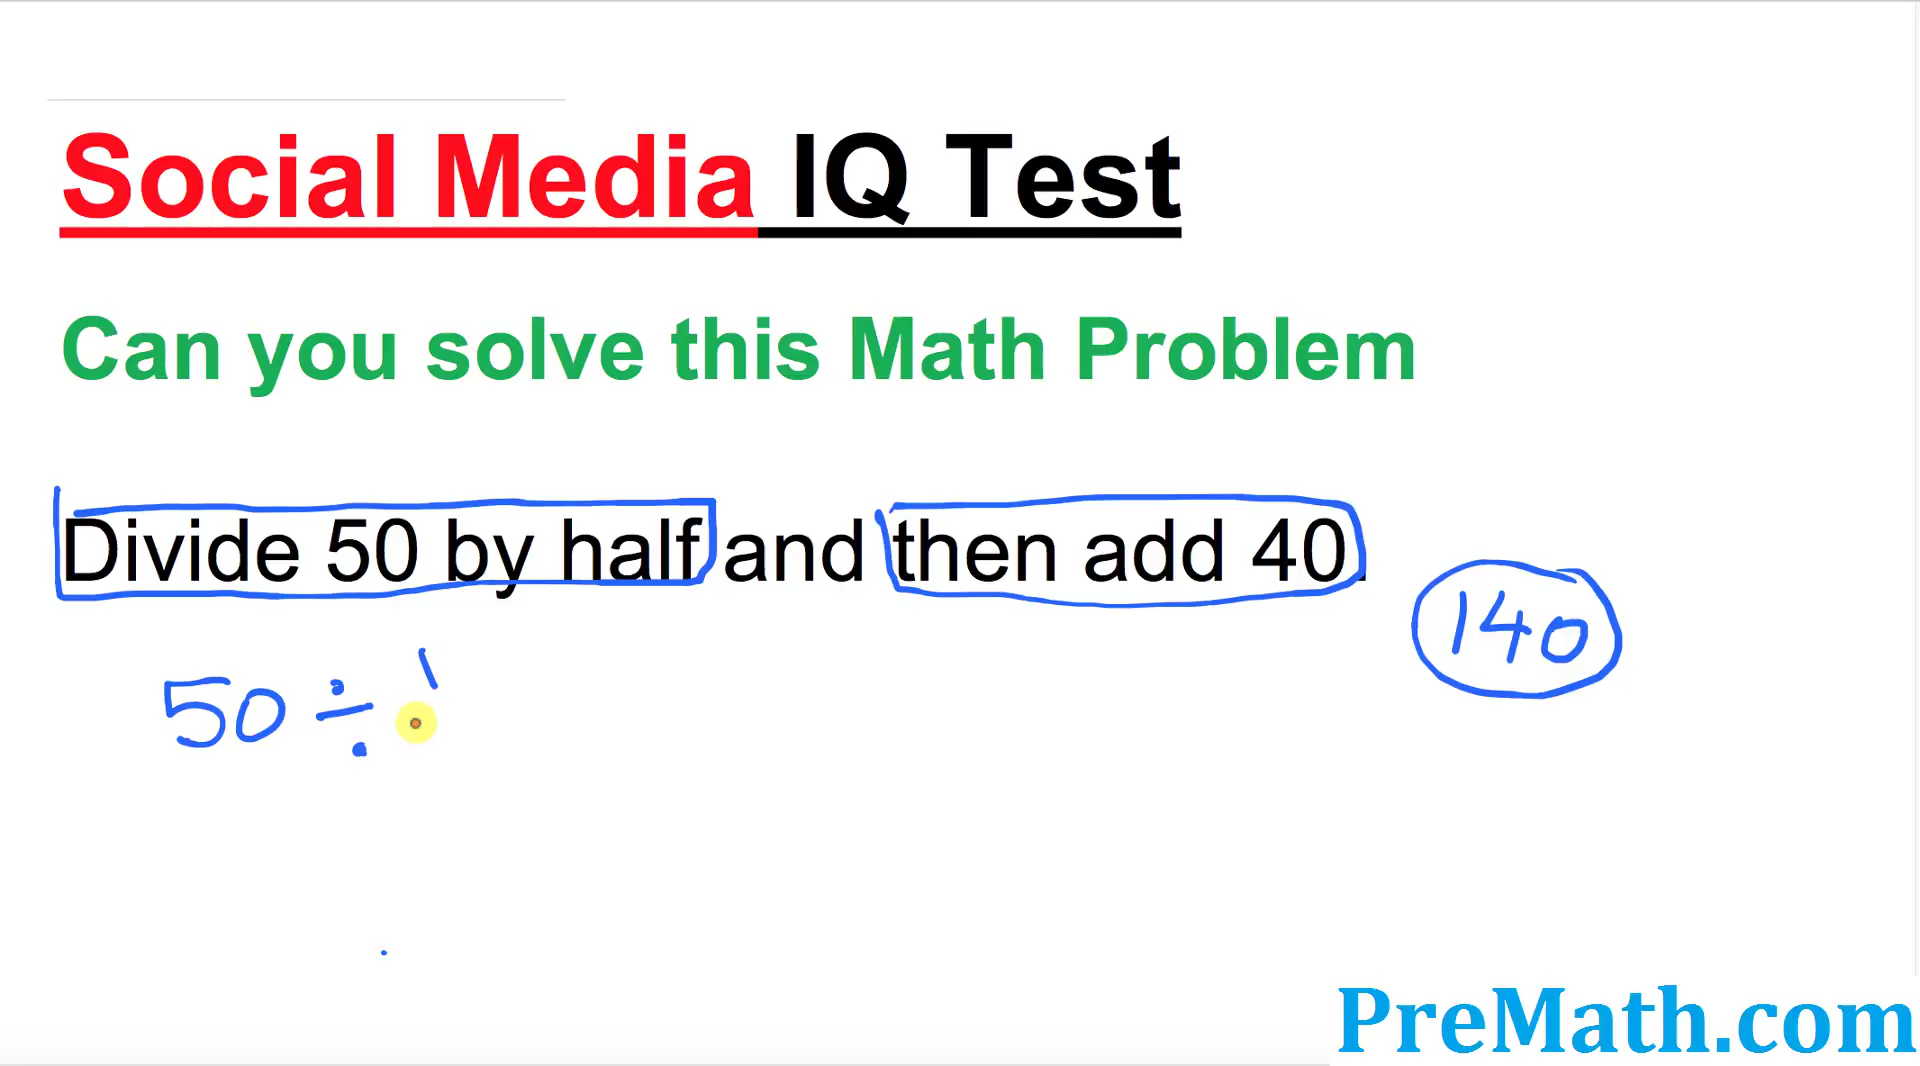 Social Media IQ Test
Can you solve this Math Problem
Divide 50 by half and then add 40.
140
50 ÷ 1
PreMath.com